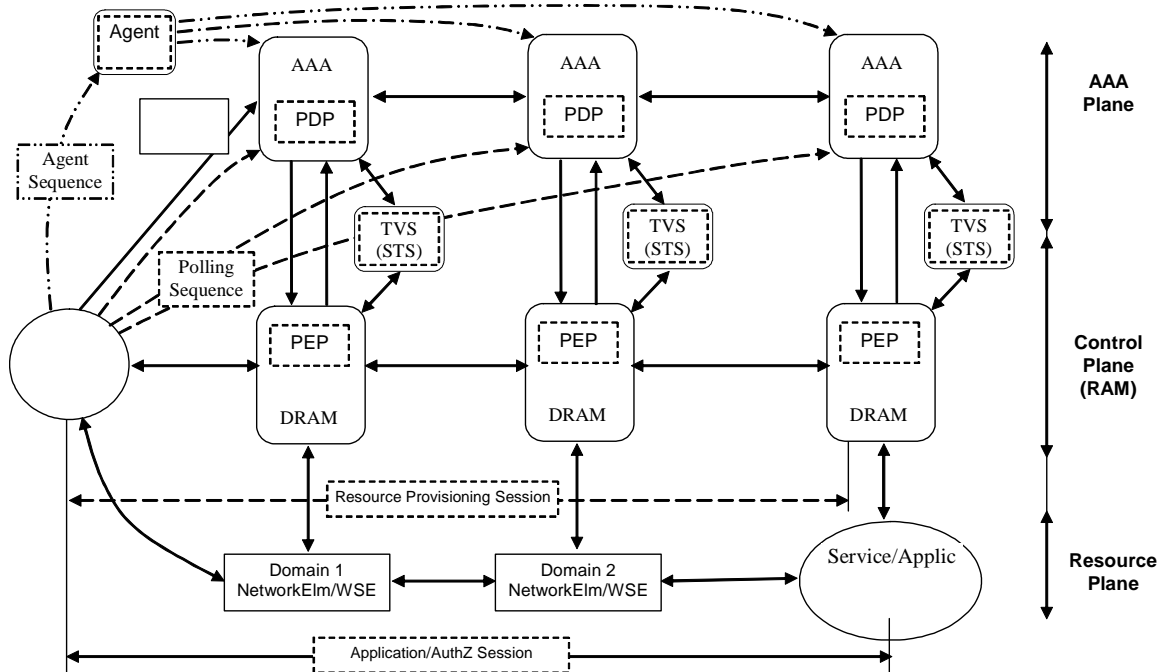 Agent
AAA
AAA
AAA
AAA
Plane
PDP
PDP
PDP
Agent
Sequence
TVS
(STS)
TVS
(STS)
TVS
(STS)
Polling
Sequence
PEP
PEP
PEP
Control
Plane
(RAM)
DRAM
DRAM
DRAM
Resource Provisioning Session
Domain 1
NetworkElm/WSE
Domain 2
NetworkElm/WSE
Service/Applic
Resource
Plane
Application/AuthZ Session